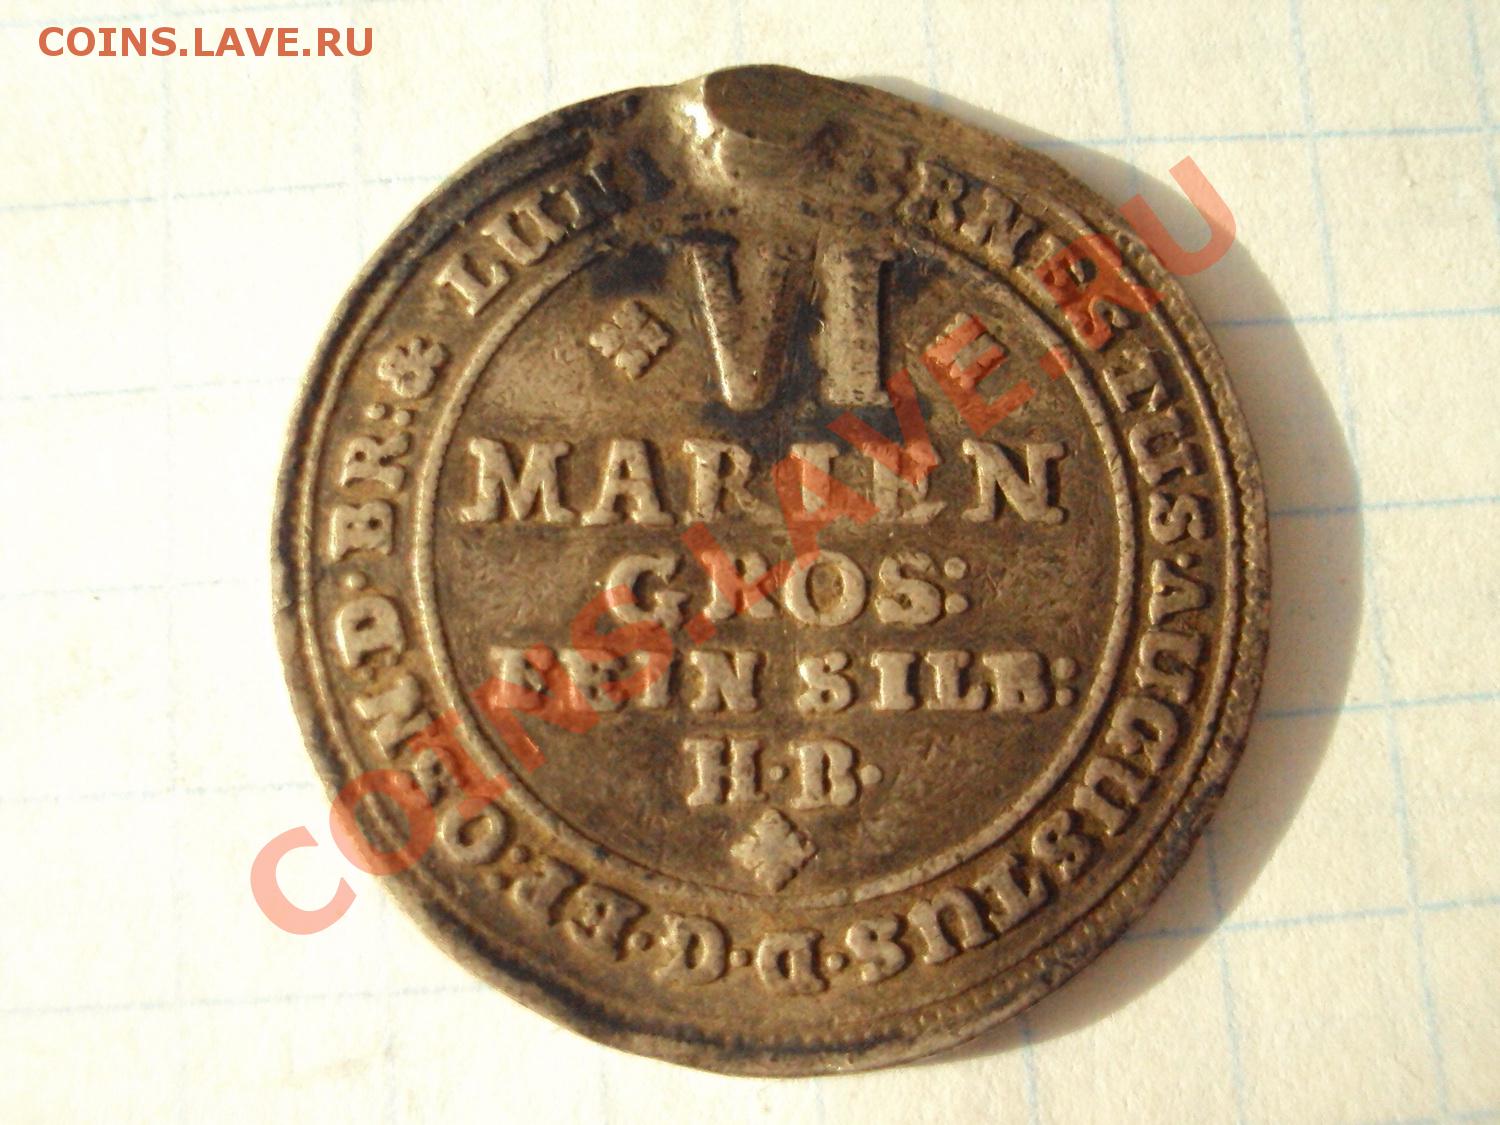 COINS.LAVE.RU
ERNESTUS·AUGUSTUS·D·G·EP:O·BR:& LUN
VI
MARIEN
GROS:
FEIN SILB:
H·B·
COINS.LAVE.RU